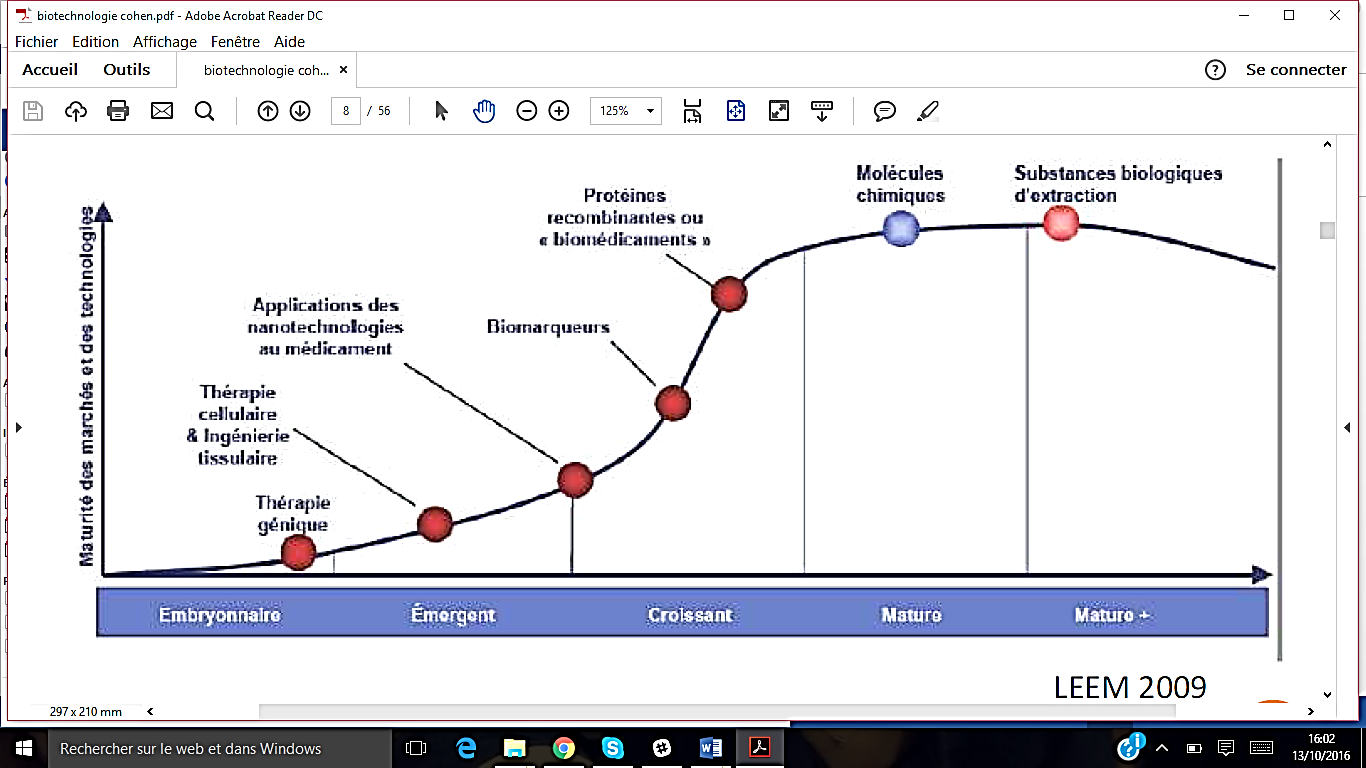 biotechnologie cohen.pdf - Adobe Acrobat Reader DC
Fichier Edition Affichage Fenêtre Aide
Accueil Outils biotechnologie coh... × Se connecter
8 / 56 125%
Molécules
chimiques
Substances biologiques
d'extraction
Protéines
recombinantes ou
« biomédicaments »
Applications des
nanotechnologies
au médicament
Biomarqueurs
Thérapie
cellulaire
& Ingénierie
tissulaire
Thérapie
génique
Maturité des marchés et des technologies
Embryonnaire Émergent Croissant Mature Mature +
LEEM 2009
297 x 210 mm
Rechercher sur le web et dans Windows
16:02
13/10/2016